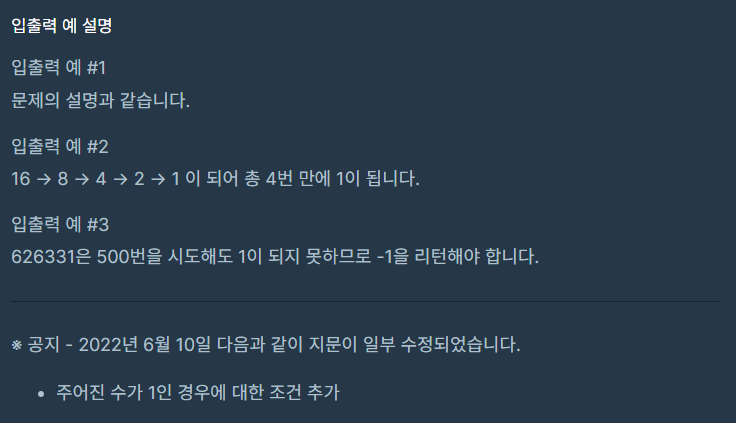 입출력 예 설명
입출력 예 #1
문제의 설명과 같습니다.
입출력 예 #2
16 → 8 → 4 → 2 → 1 이 되어 총 4번 만에 1이 됩니다.
입출력 예 #3
626331은 500번을 시도해도 1이 되지 못하므로 -1을 리턴해야 합니다.
※ 공지 - 2022년 6월 10일 다음과 같이 지문이 일부 수정되었습니다.
• 주어진 수가 1인 경우에 대한 조건 추가